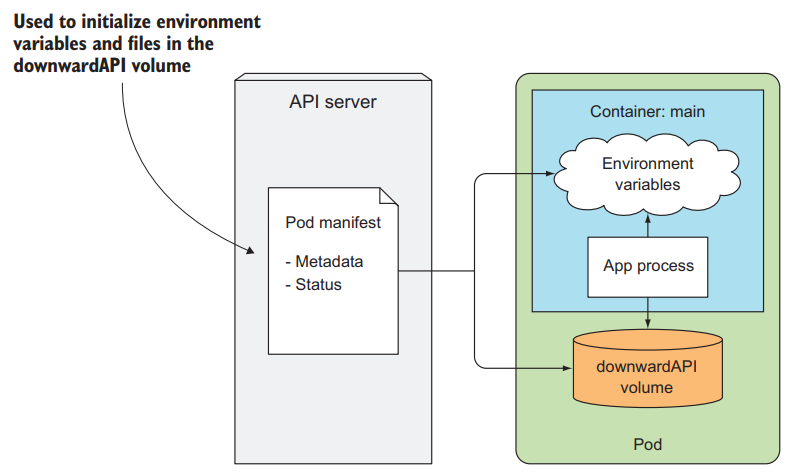 Used to initialize environment
variables and files in the
downwardAPI volume
API server
Pod manifest
- Metadata
- Status
Container: main
Environment
variables
App process
downwardAPI
volume
Pod